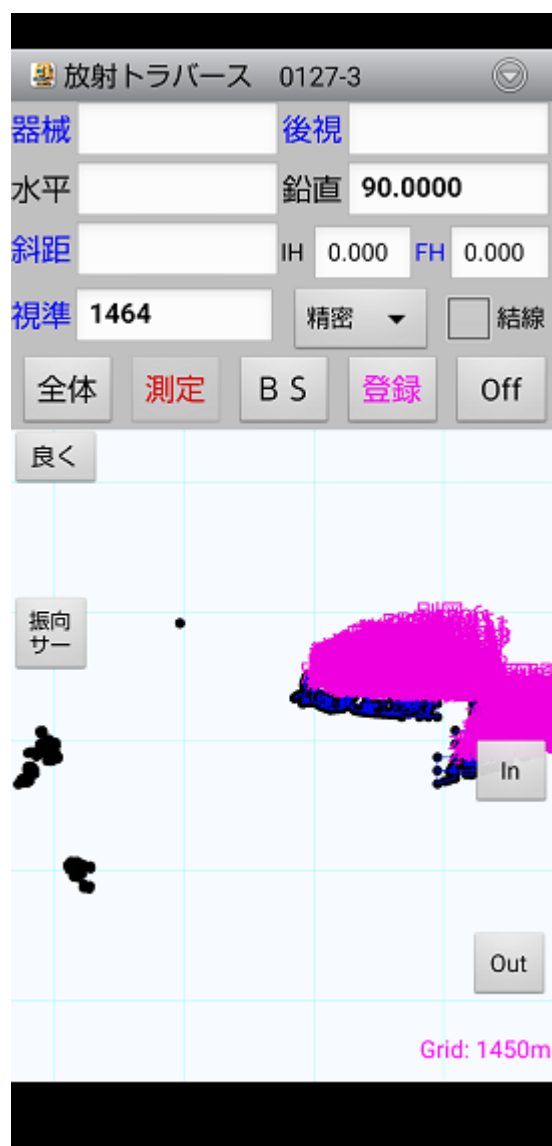 放射トラバース 0127-3
器械 後視
水平 鉛直 90.0000
斜距 IH 0.000 FH 0.000
視準 1464 精密 結線
全体 測定 BS 登録 Off
良く
振向
サー
In
Out
Grid: 1450m